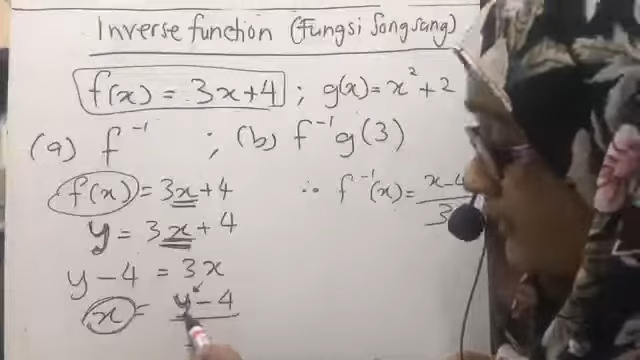 Inverse function (Fungsi Songsang)
f(x) = 3x+4 ; g(x) = x² + 2
(a) f⁻¹ ; (b) f⁻¹g(3)
f(x) = 3x+4
y = 3x + 4
y - 4 = 3x
x = y - 4
∴ f⁻¹(x) = x-4/3